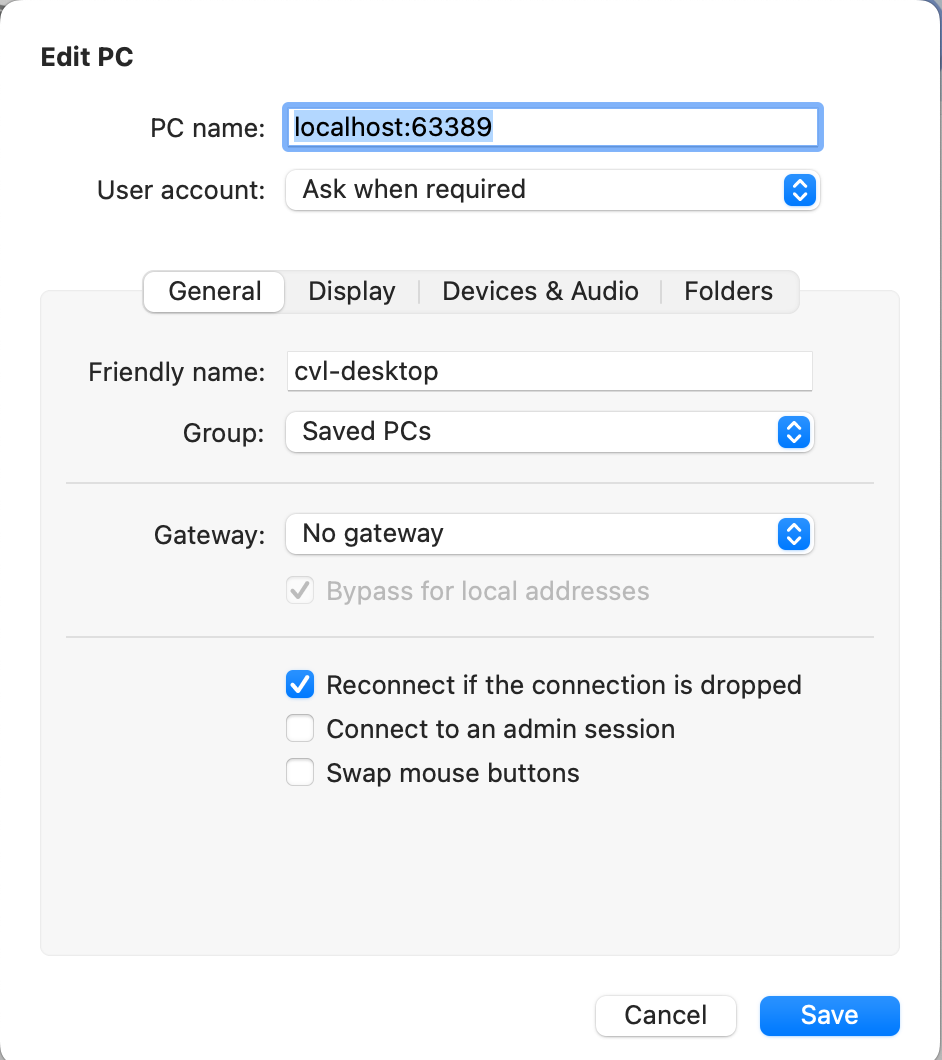 Edit PC
PC name: localhost:63389
User account: Ask when required
General Display Devices & Audio Folders
Friendly name: cvl-desktop
Group: Saved PCs
Gateway: No gateway
Bypass for local addresses
Reconnect if the connection is dropped
Connect to an admin session
Swap mouse buttons
Cancel Save